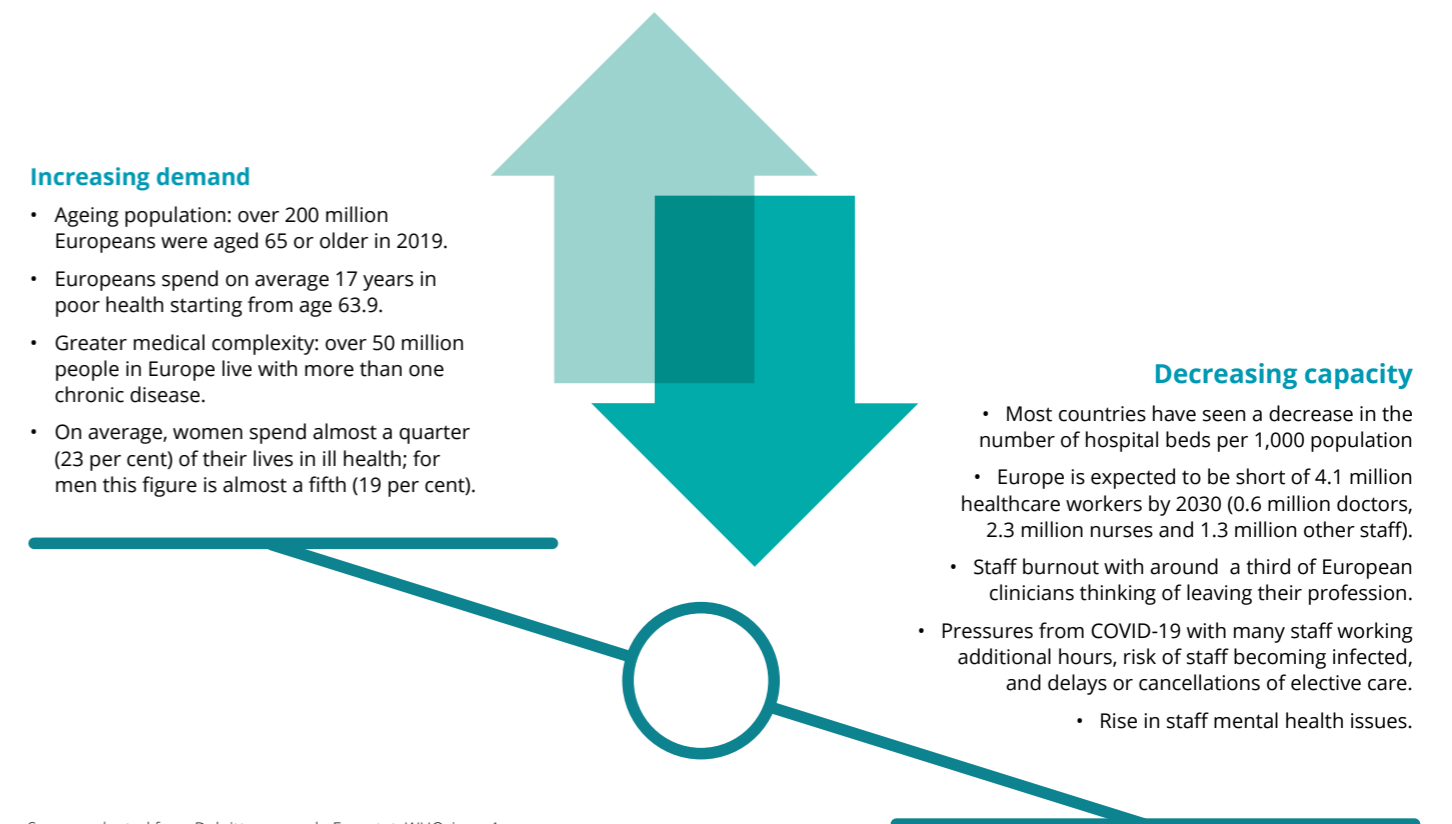 Increasing demand
• Ageing population: over 200 million
Europeans were aged 65 or older in 2019.
• Europeans spend on average 17 years in
poor health starting from age 63.9.
• Greater medical complexity: over 50 million
people in Europe live with more than one
chronic disease.
• On average, women spend almost a quarter
(23 per cent) of their lives in ill health; for
men this figure is almost a fifth (19 per cent).
Decreasing capacity
• Most countries have seen a decrease in the
number of hospital beds per 1,000 population
• Europe is expected to be short of 4.1 million
healthcare workers by 2030 (0.6 million doctors,
2.3 million nurses and 1.3 million other staff).
• Staff burnout with around a third of European
clinicians thinking of leaving their profession.
• Pressures from COVID-19 with many staff working
additional hours, risk of staff becoming infected,
and delays or cancellations of elective care.
• Rise in staff mental health issues.